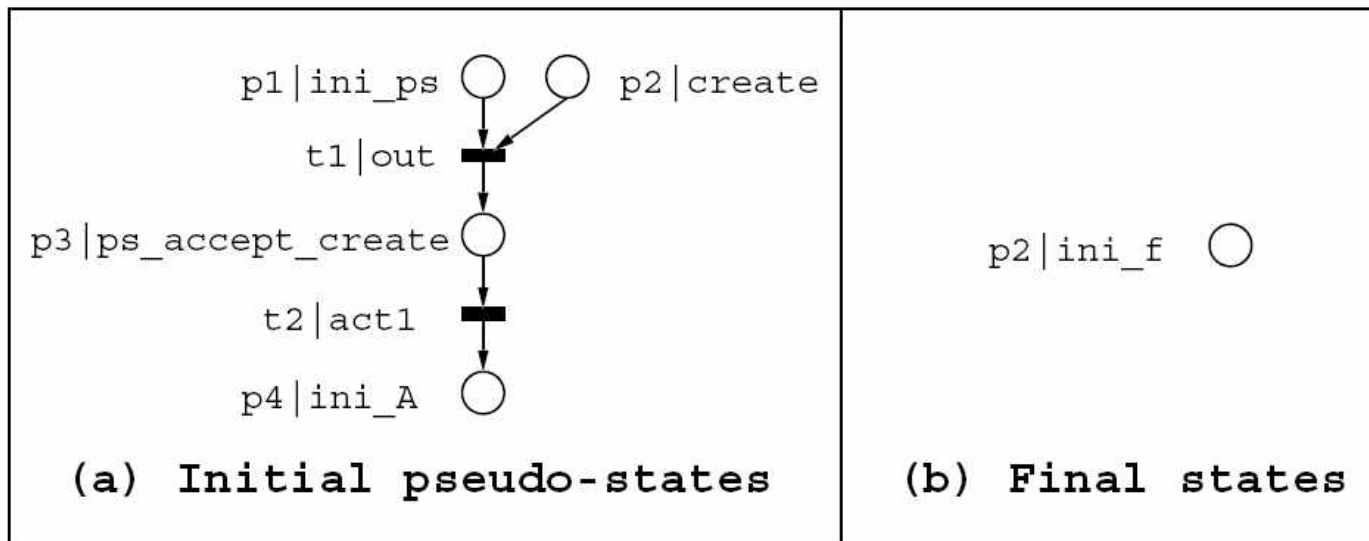 p1|ini_ps
p2|create
t1|out
p3|ps_accept_create
t2|act1
p4|ini_A
(a) Initial pseudo-states
p2|ini_f
(b) Final states